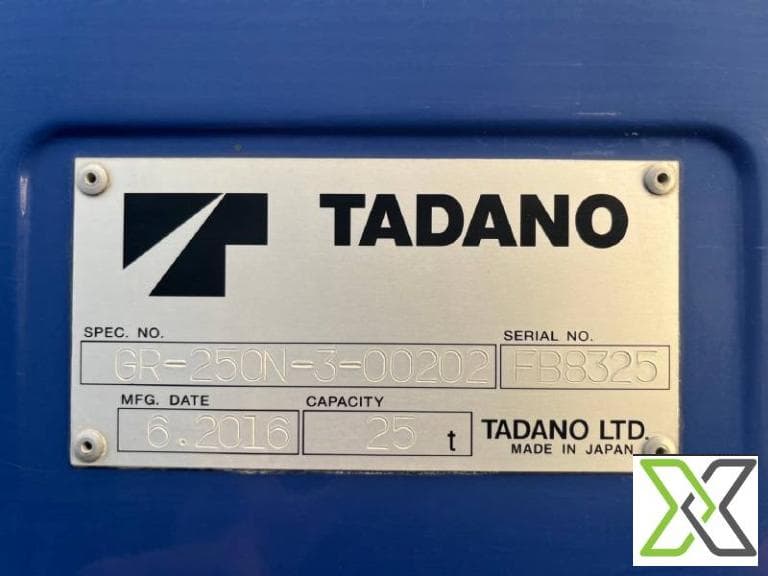 TADANO
SPEC. NO.
SERIAL NO.
GR-250N-3-00202
FB8325
MFG. DATE
CAPACITY
6.2016
25 t
TADANO LTD.
MADE IN JAPAN